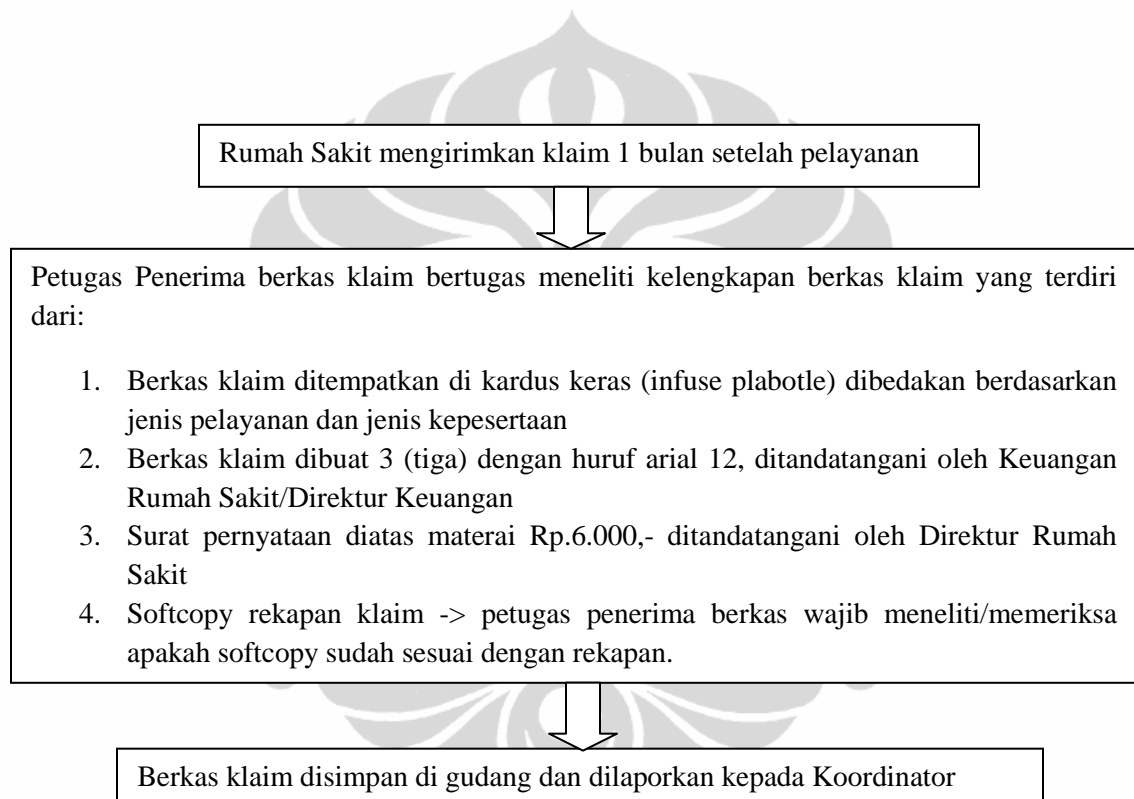 Rumah Sakit mengirimkan klaim 1 bulan setelah pelayanan
Petugas Penerima berkas klaim bertugas meneliti kelengkapan berkas klaim yang terdiri
dari:
1. Berkas klaim ditempatkan di kardus keras (infuse plabotle) dibedakan berdasarkan
jenis pelayanan dan jenis kepesertaan
2. Berkas klaim dibuat 3 (tiga) dengan huruf arial 12, ditandatangani oleh Keuangan
Rumah Sakit/Direktur Keuangan
3. Surat pernyataan diatas materai Rp.6.000,- ditandatangani oleh Direktur Rumah
Sakit
4. Softcopy rekapan klaim -> petugas penerima berkas wajib meneliti/memeriksa
apakah softcopy sudah sesuai dengan rekapan.
Berkas klaim disimpan di gudang dan dilaporkan kepada Koordinator